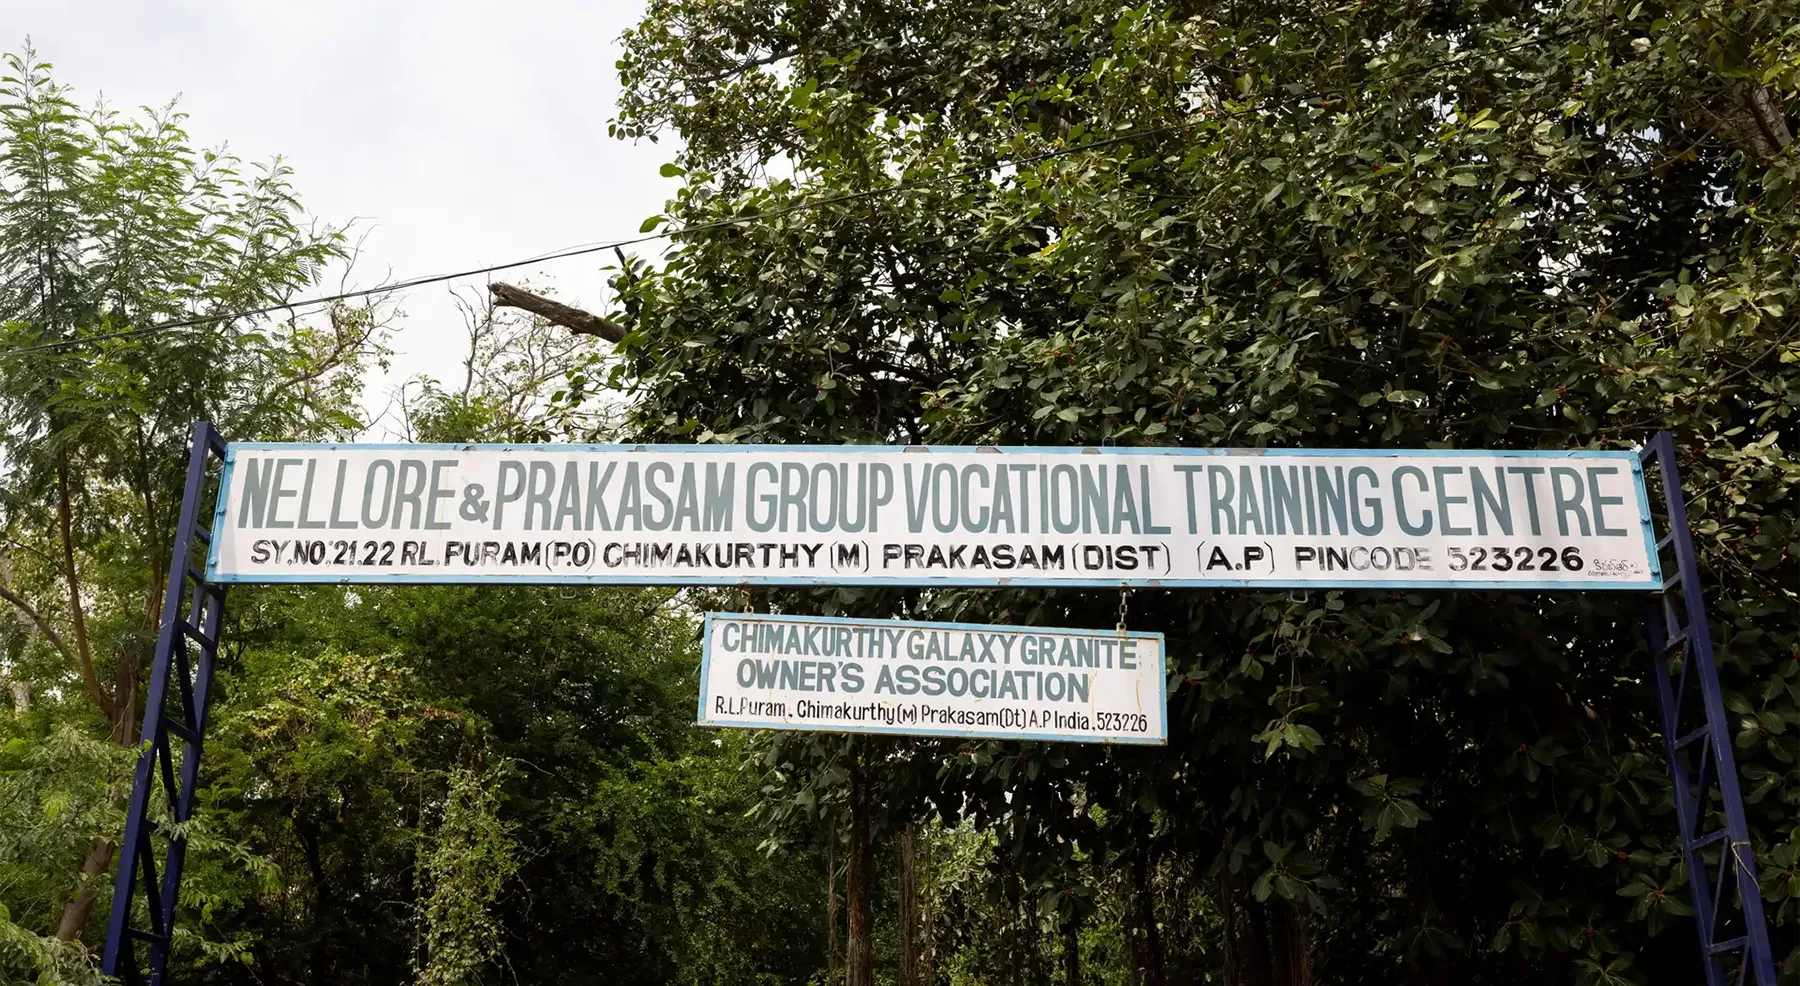 NELLORE & PRAKASAM GROUP VOCATIONAL TRAINING CENTRE
SY.NO:21.22 RL. PURAM (P.O) CHIMAKURTHY (M) PRAKASAM (DIST) (A.P) PINCODE 523226
CHIMAKURTHY GALAXY GRANITE
OWNER'S ASSOCIATION
R.L.Puram, Chimakurthy (M) Prakasam (Dt) A.P India, 523226